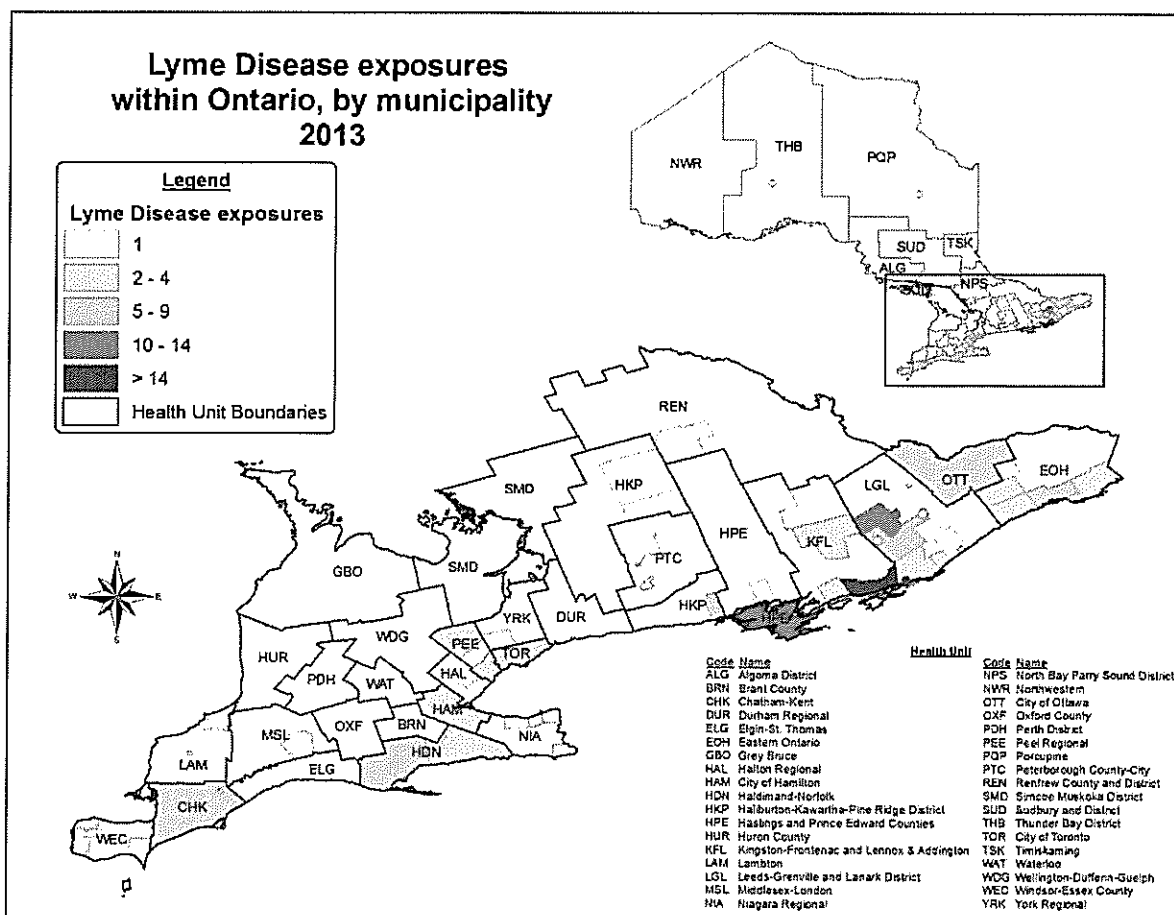 Lyme Disease exposures
within Ontario, by municipality
2013
Legend
Lyme Disease exposures
1
2 - 4
5 - 9
10 - 14
> 14
Health Unit Boundaries
NWR
THB
PQP
SUD
TSK
ALG
NPS
SUD
REN
SMD
HKP
LGL
OTT
EOH
GBO
SMD
PTC
HPE
KFL
YRK
DUR
HKP
HPE
WDG
PEE
TOR
HUR
PDH
WAT
HAL
HAM
MSL
OXF
BRN
NIA
LAM
ELG
HDN
CHK
WEC
N
W
E
S
Health Unit
Code Name
ALG Algoma District
BRN Brant County
CHK Chatham-Kent
DUR Durham Regional
ELG Elgin-St. Thomas
EOH Eastern Ontario
GBO Grey Bruce
HAL Halton Regional
HAM City of Hamilton
HDN Haldimand-Norfolk
HKP Haliburton-Kawartha-Pine Ridge District
HPE Hastings and Prince Edward Counties
HUR Huron County
KFL Kingston-Frontenac and Lennox & Addington
LAM Lambton
LGL Leeds-Grenville and Lanark District
MSL Middlesex-London
NIA Niagara Regional
Code Name
NPS North Bay Parry Sound District
NWR Northwestern
OTT City of Ottawa
OXF Oxford County
PDH Perth District
PEE Peel Regional
PQP Porcupine
PTC Peterborough County-City
REN Renfrew County and District
SMD Simcoe Muskoka District
SUD Sudbury and District
THB Thunder Bay District
TOR City of Toronto
TSK Timiskaming
WAT Waterloo
WDG Wellington-Dufferin-Guelph
WEC Windsor-Essex County
YRK York Regional